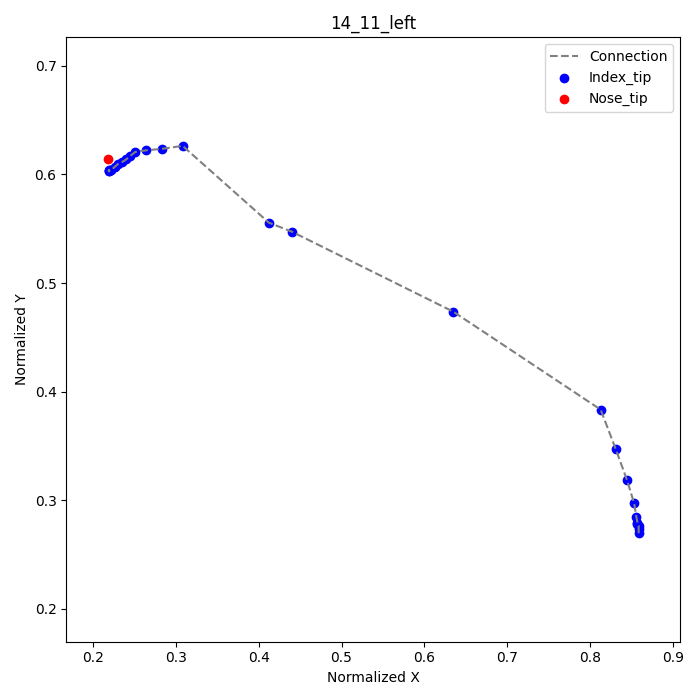 14_11_left
Connection
Index_tip
Nose_tip
Normalized Y
0.7
0.6
0.5
0.4
0.3
0.2
0.2 0.3 0.4 0.5 0.6 0.7 0.8 0.9
Normalized X